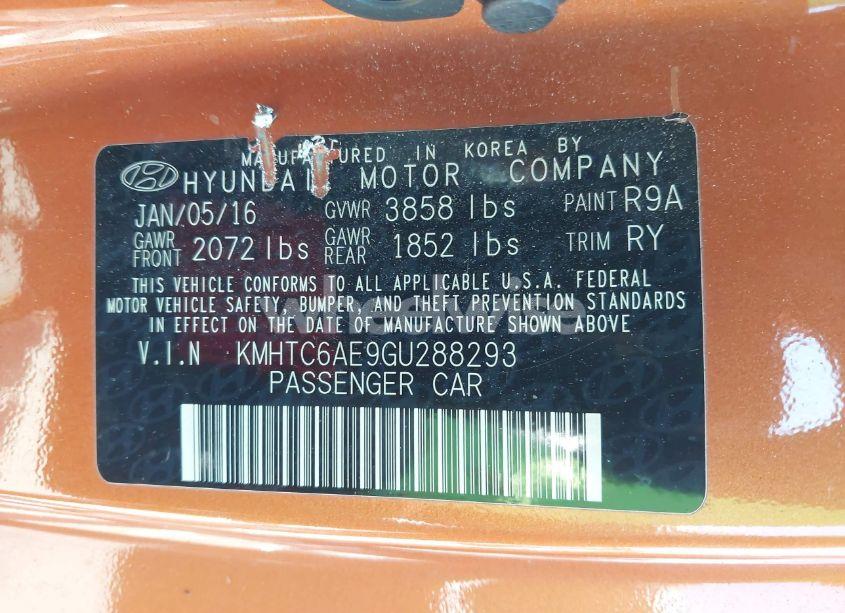 MANUFACTURED IN KOREA BY
HYUNDAI MOTOR COMPANY
JAN/05/16 GVWR 3858 lbs PAINT R9A
GAWR FRONT 2072 lbs GAWR REAR 1852 lbs TRIM RY
THIS VEHICLE CONFORMS TO ALL APPLICABLE U.S.A. FEDERAL
MOTOR VEHICLE SAFETY, BUMPER, AND THEFT PREVENTION STANDARDS
IN EFFECT ON THE DATE OF MANUFACTURE SHOWN ABOVE
V.I.N KMHTC6AE9GU288293
PASSENGER CAR
wheelwise